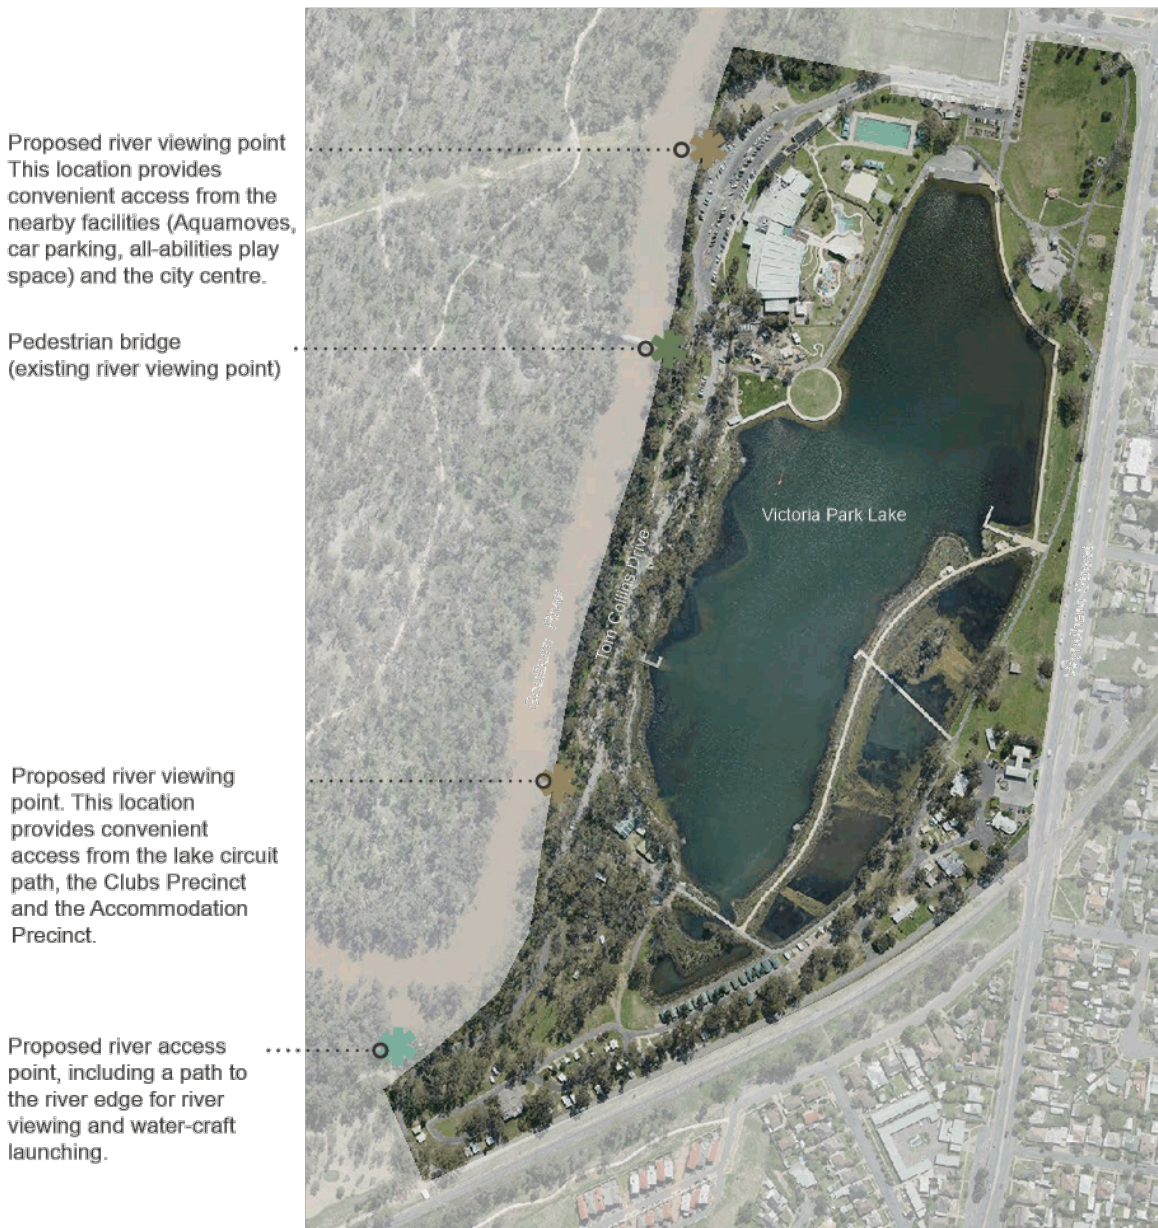 Proposed river viewing point
This location provides
convenient access from the
nearby facilities (Aquamoves,
car parking, all-abilities play
space) and the city centre.
Pedestrian bridge
(existing river viewing point)
Victoria Park Lake
Tom Collins Drive
Proposed river viewing
point. This location
provides convenient
access from the lake circuit
path, the Clubs Precinct
and the Accommodation
Precinct.
Proposed river access
point, including a path to
the river edge for river
viewing and water-craft
launching.